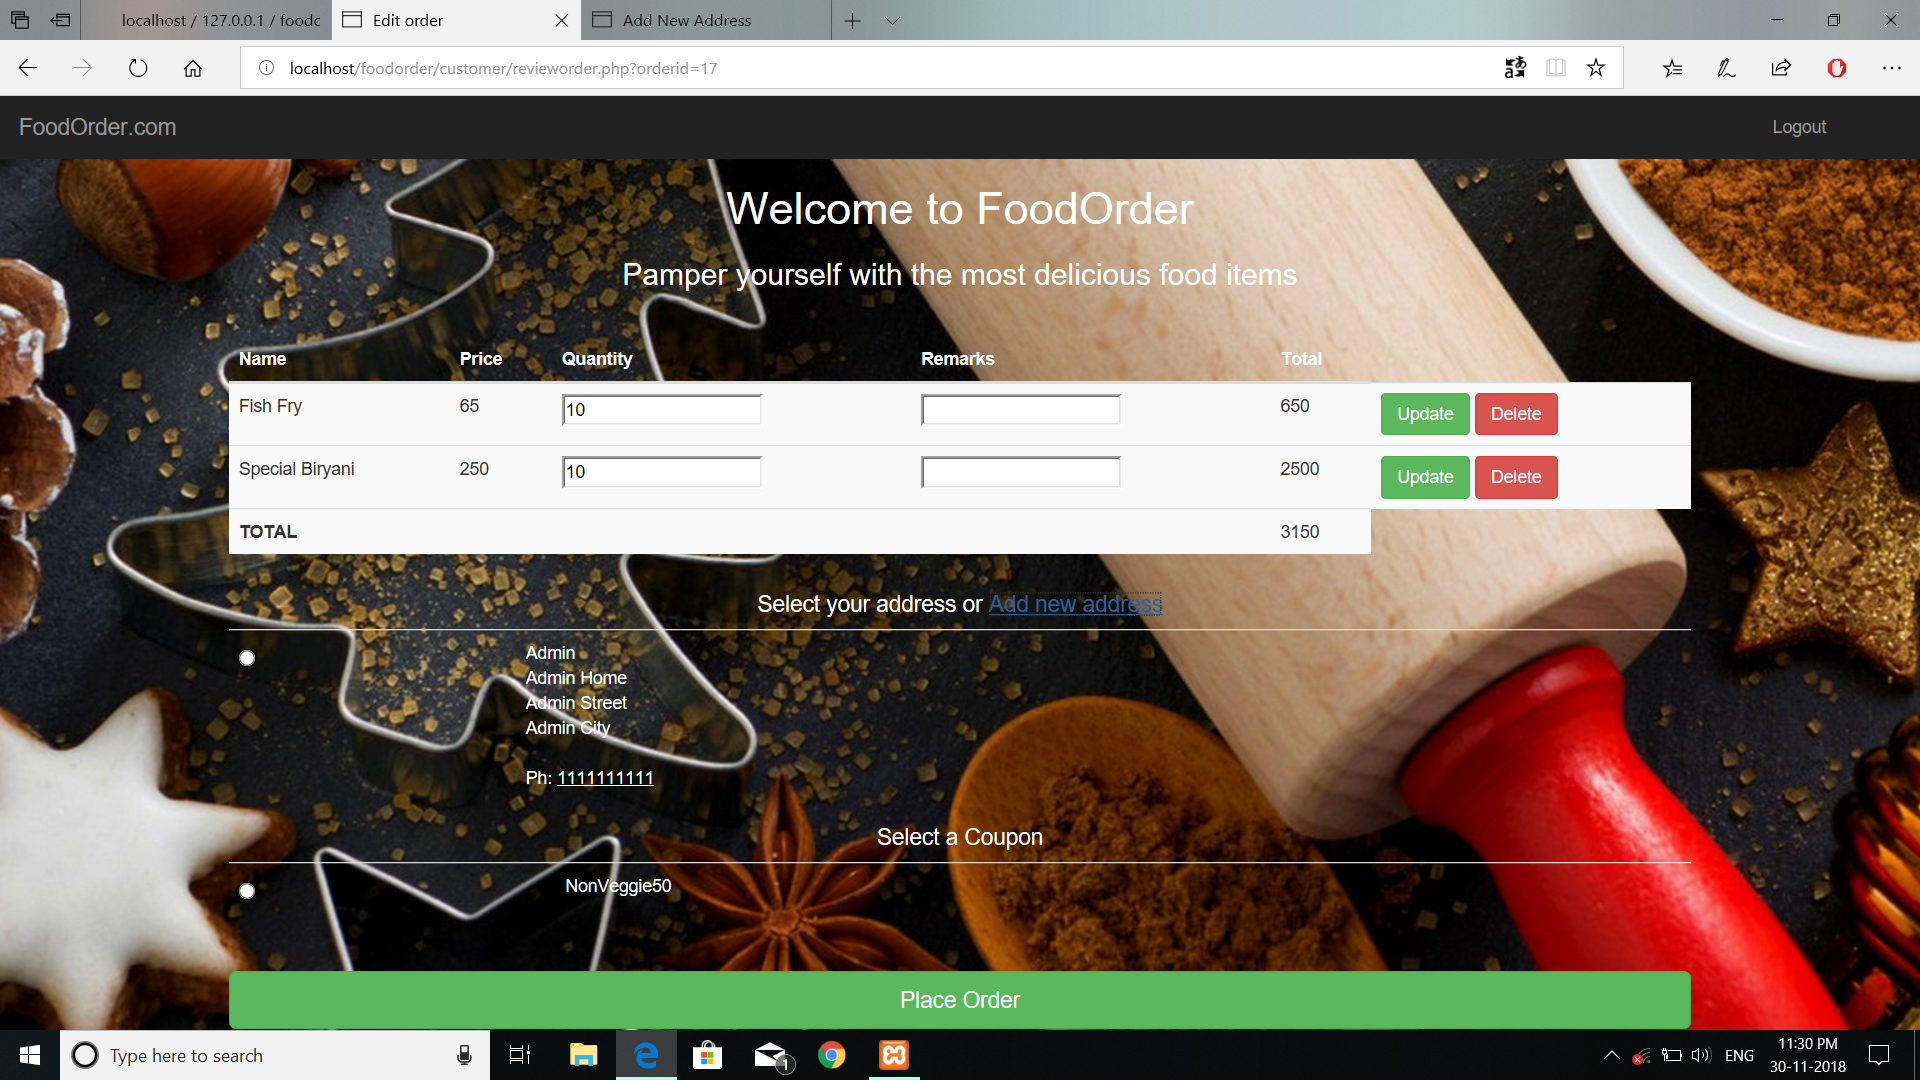 localhost / 127.0.0.1 / foodc
Edit order
Add New Address
localhost/foodorder/customer/revieworder.php?orderid=17
FoodOrder.com
Logout
Welcome to FoodOrder
Pamper yourself with the most delicious food items
Name Price Quantity Remarks Total
Fish Fry 65 10 650 Update Delete
Special Biryani 250 10 2500 Update Delete
TOTAL 3150
Select your address or Add new address
Admin
Admin Home
Admin Street
Admin City
Ph: 1111111111
Select a Coupon
NonVeggie50
Place Order
Type here to search
1
ENG
11:30 PM
30-11-2018